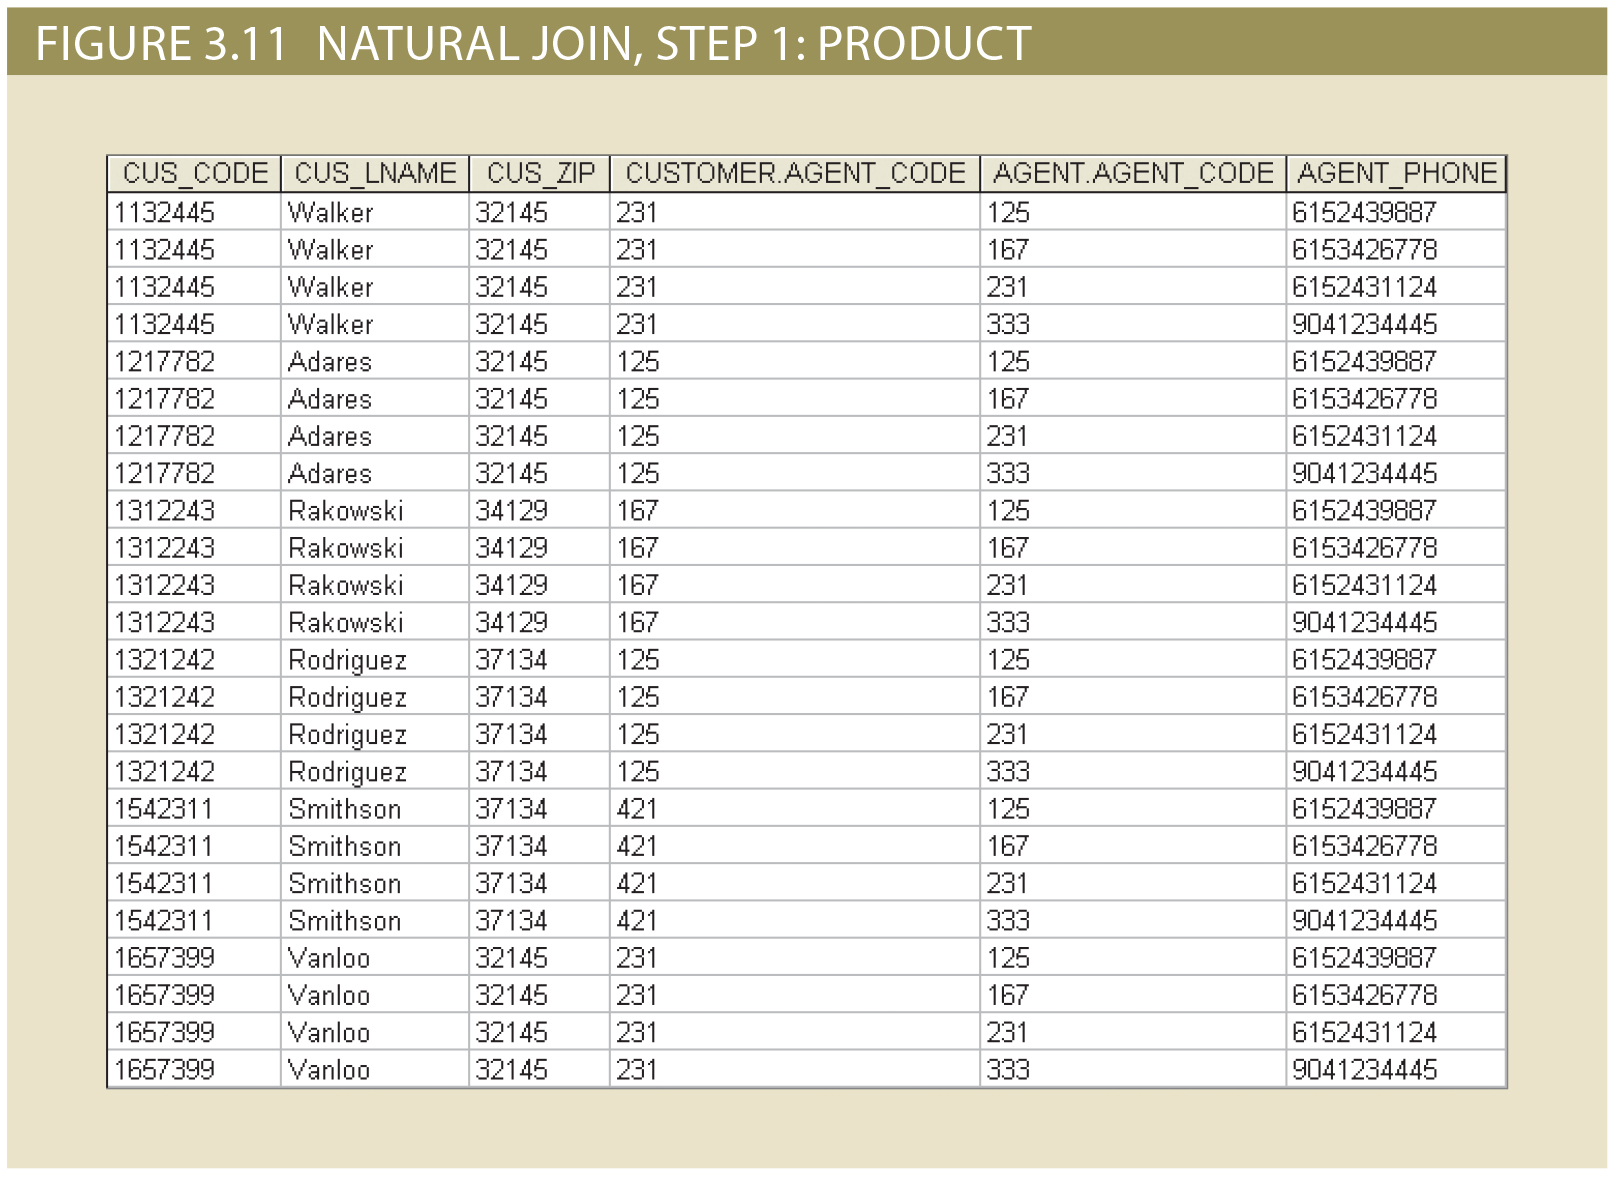 FIGURE 3.11 NATURAL JOIN, STEP 1: PRODUCT
CUS_CODE CUS_LNAME CUS_ZIP CUSTOMER.AGENT_CODE AGENT.AGENT_CODE AGENT_PHONE
1132445 Walker 32145 231 125 6152439887
1132445 Walker 32145 231 167 6153426778
1132445 Walker 32145 231 231 6152431124
1132445 Walker 32145 231 333 9041234445
1217782 Adares 32145 125 125 6152439887
1217782 Adares 32145 125 167 6153426778
1217782 Adares 32145 125 231 6152431124
1217782 Adares 32145 125 333 9041234445
1312243 Rakowski 34129 167 125 6152439887
1312243 Rakowski 34129 167 167 6153426778
1312243 Rakowski 34129 167 231 6152431124
1312243 Rakowski 34129 167 333 9041234445
1321242 Rodriguez 37134 125 125 6152439887
1321242 Rodriguez 37134 125 167 6153426778
1321242 Rodriguez 37134 125 231 6152431124
1321242 Rodriguez 37134 125 333 9041234445
1542311 Smithson 37134 421 125 6152439887
1542311 Smithson 37134 421 167 6153426778
1542311 Smithson 37134 421 231 6152431124
1542311 Smithson 37134 421 333 9041234445
1657399 Vanloo 32145 231 125 6152439887
1657399 Vanloo 32145 231 167 6153426778
1657399 Vanloo 32145 231 231 6152431124
1657399 Vanloo 32145 231 333 9041234445